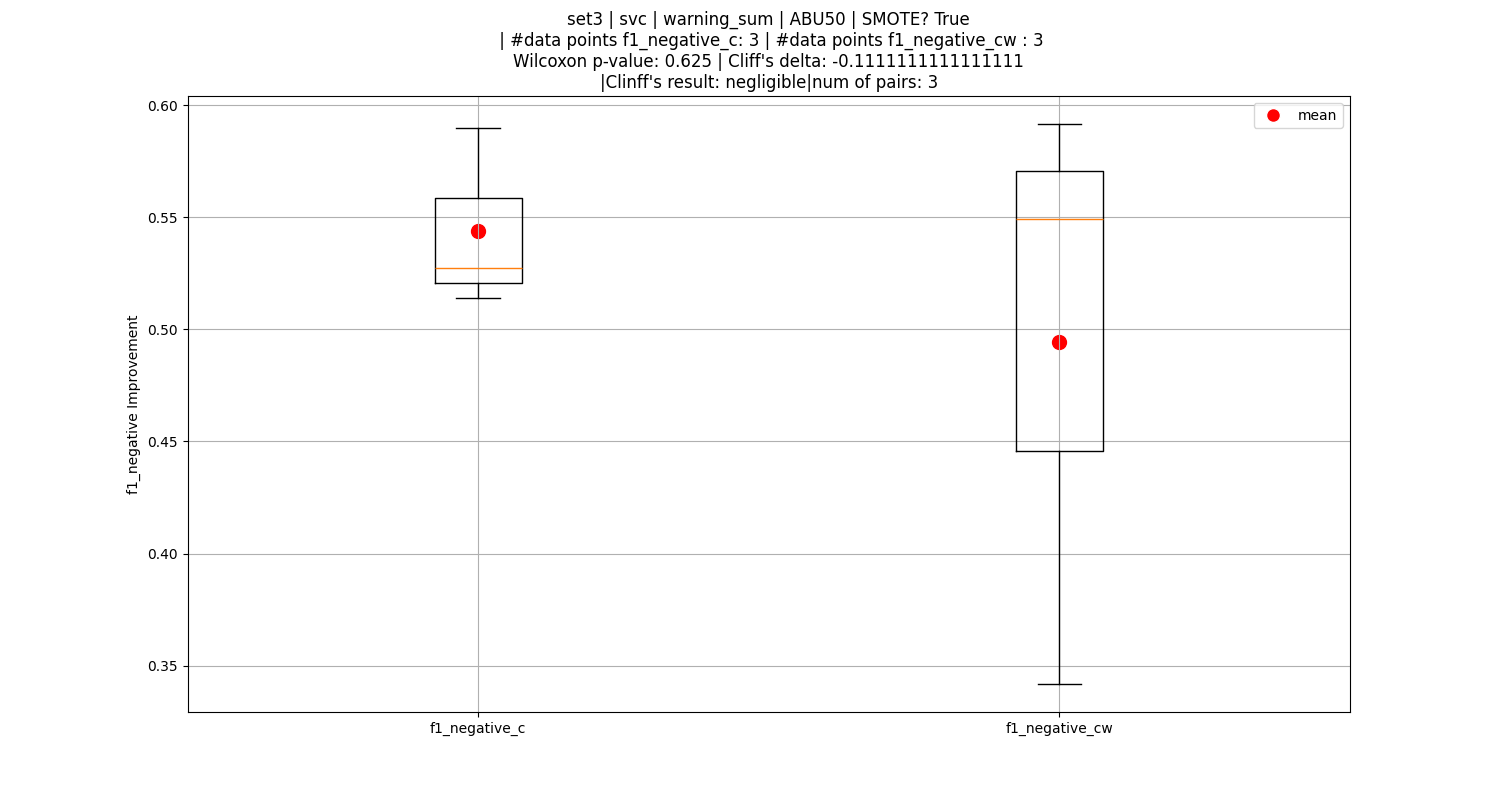 set3 | svc | warning_sum | ABU50 | SMOTE? True
| #data points f1_negative_c: 3 | #data points f1_negative_cw : 3
Wilcoxon p-value: 0.625 | Cliff's delta: -0.1111111111111111
|Clinff's result: negligible|num of pairs: 3
mean
0.60
0.55
0.50
0.45
0.40
0.35
f1_negative Improvement
f1_negative_c
f1_negative_cw